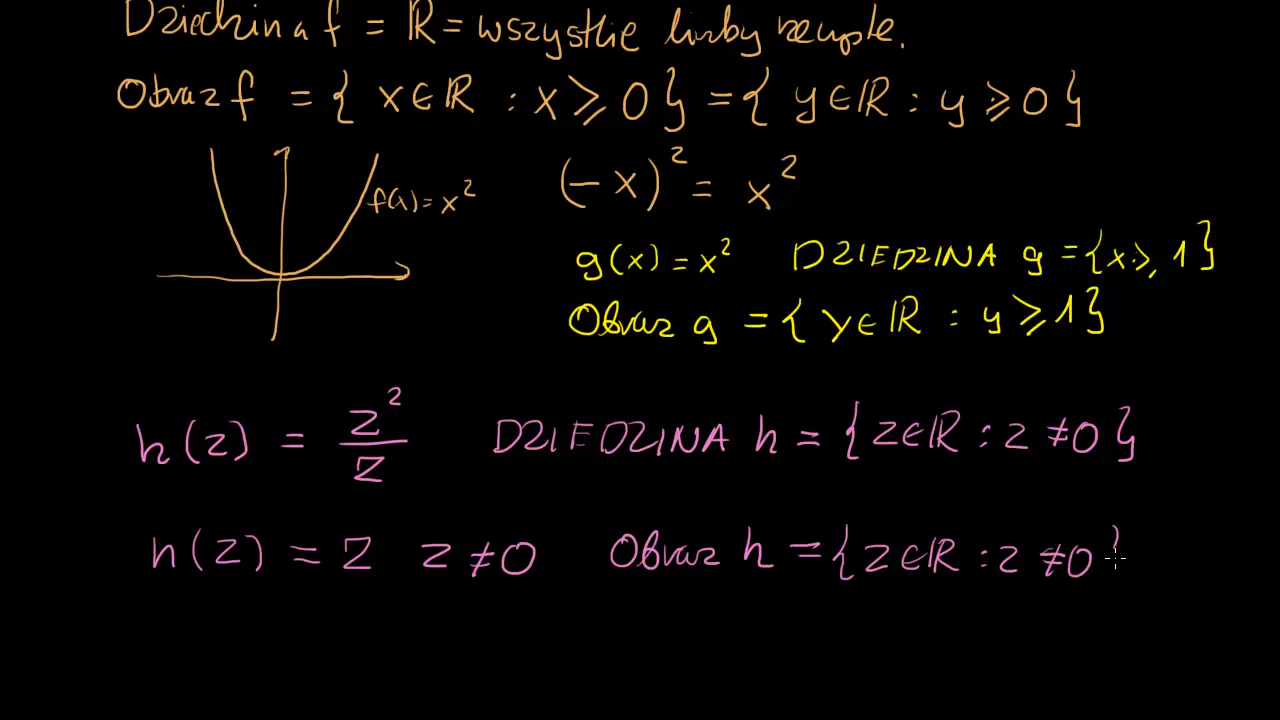 Dziedzina f = ℝ = wszystkie liczby rzeczywiste.
Obraz f = { x∈ℝ : x ⩾ 0 } = { y∈ℝ : y ⩾ 0 }
f(x) = x²
(-x)² = x²
g(x) = x² DZIEDZINA g = {x ⩾ 1}
Obraz g = { y∈ℝ : y ⩾ 1 }
h(z) = z²/z DZIEDZINA h = { z∈ℝ : z ≠ 0 }
h(z) = z z ≠ 0 Obraz h = { z∈ℝ : z ≠ 0 }